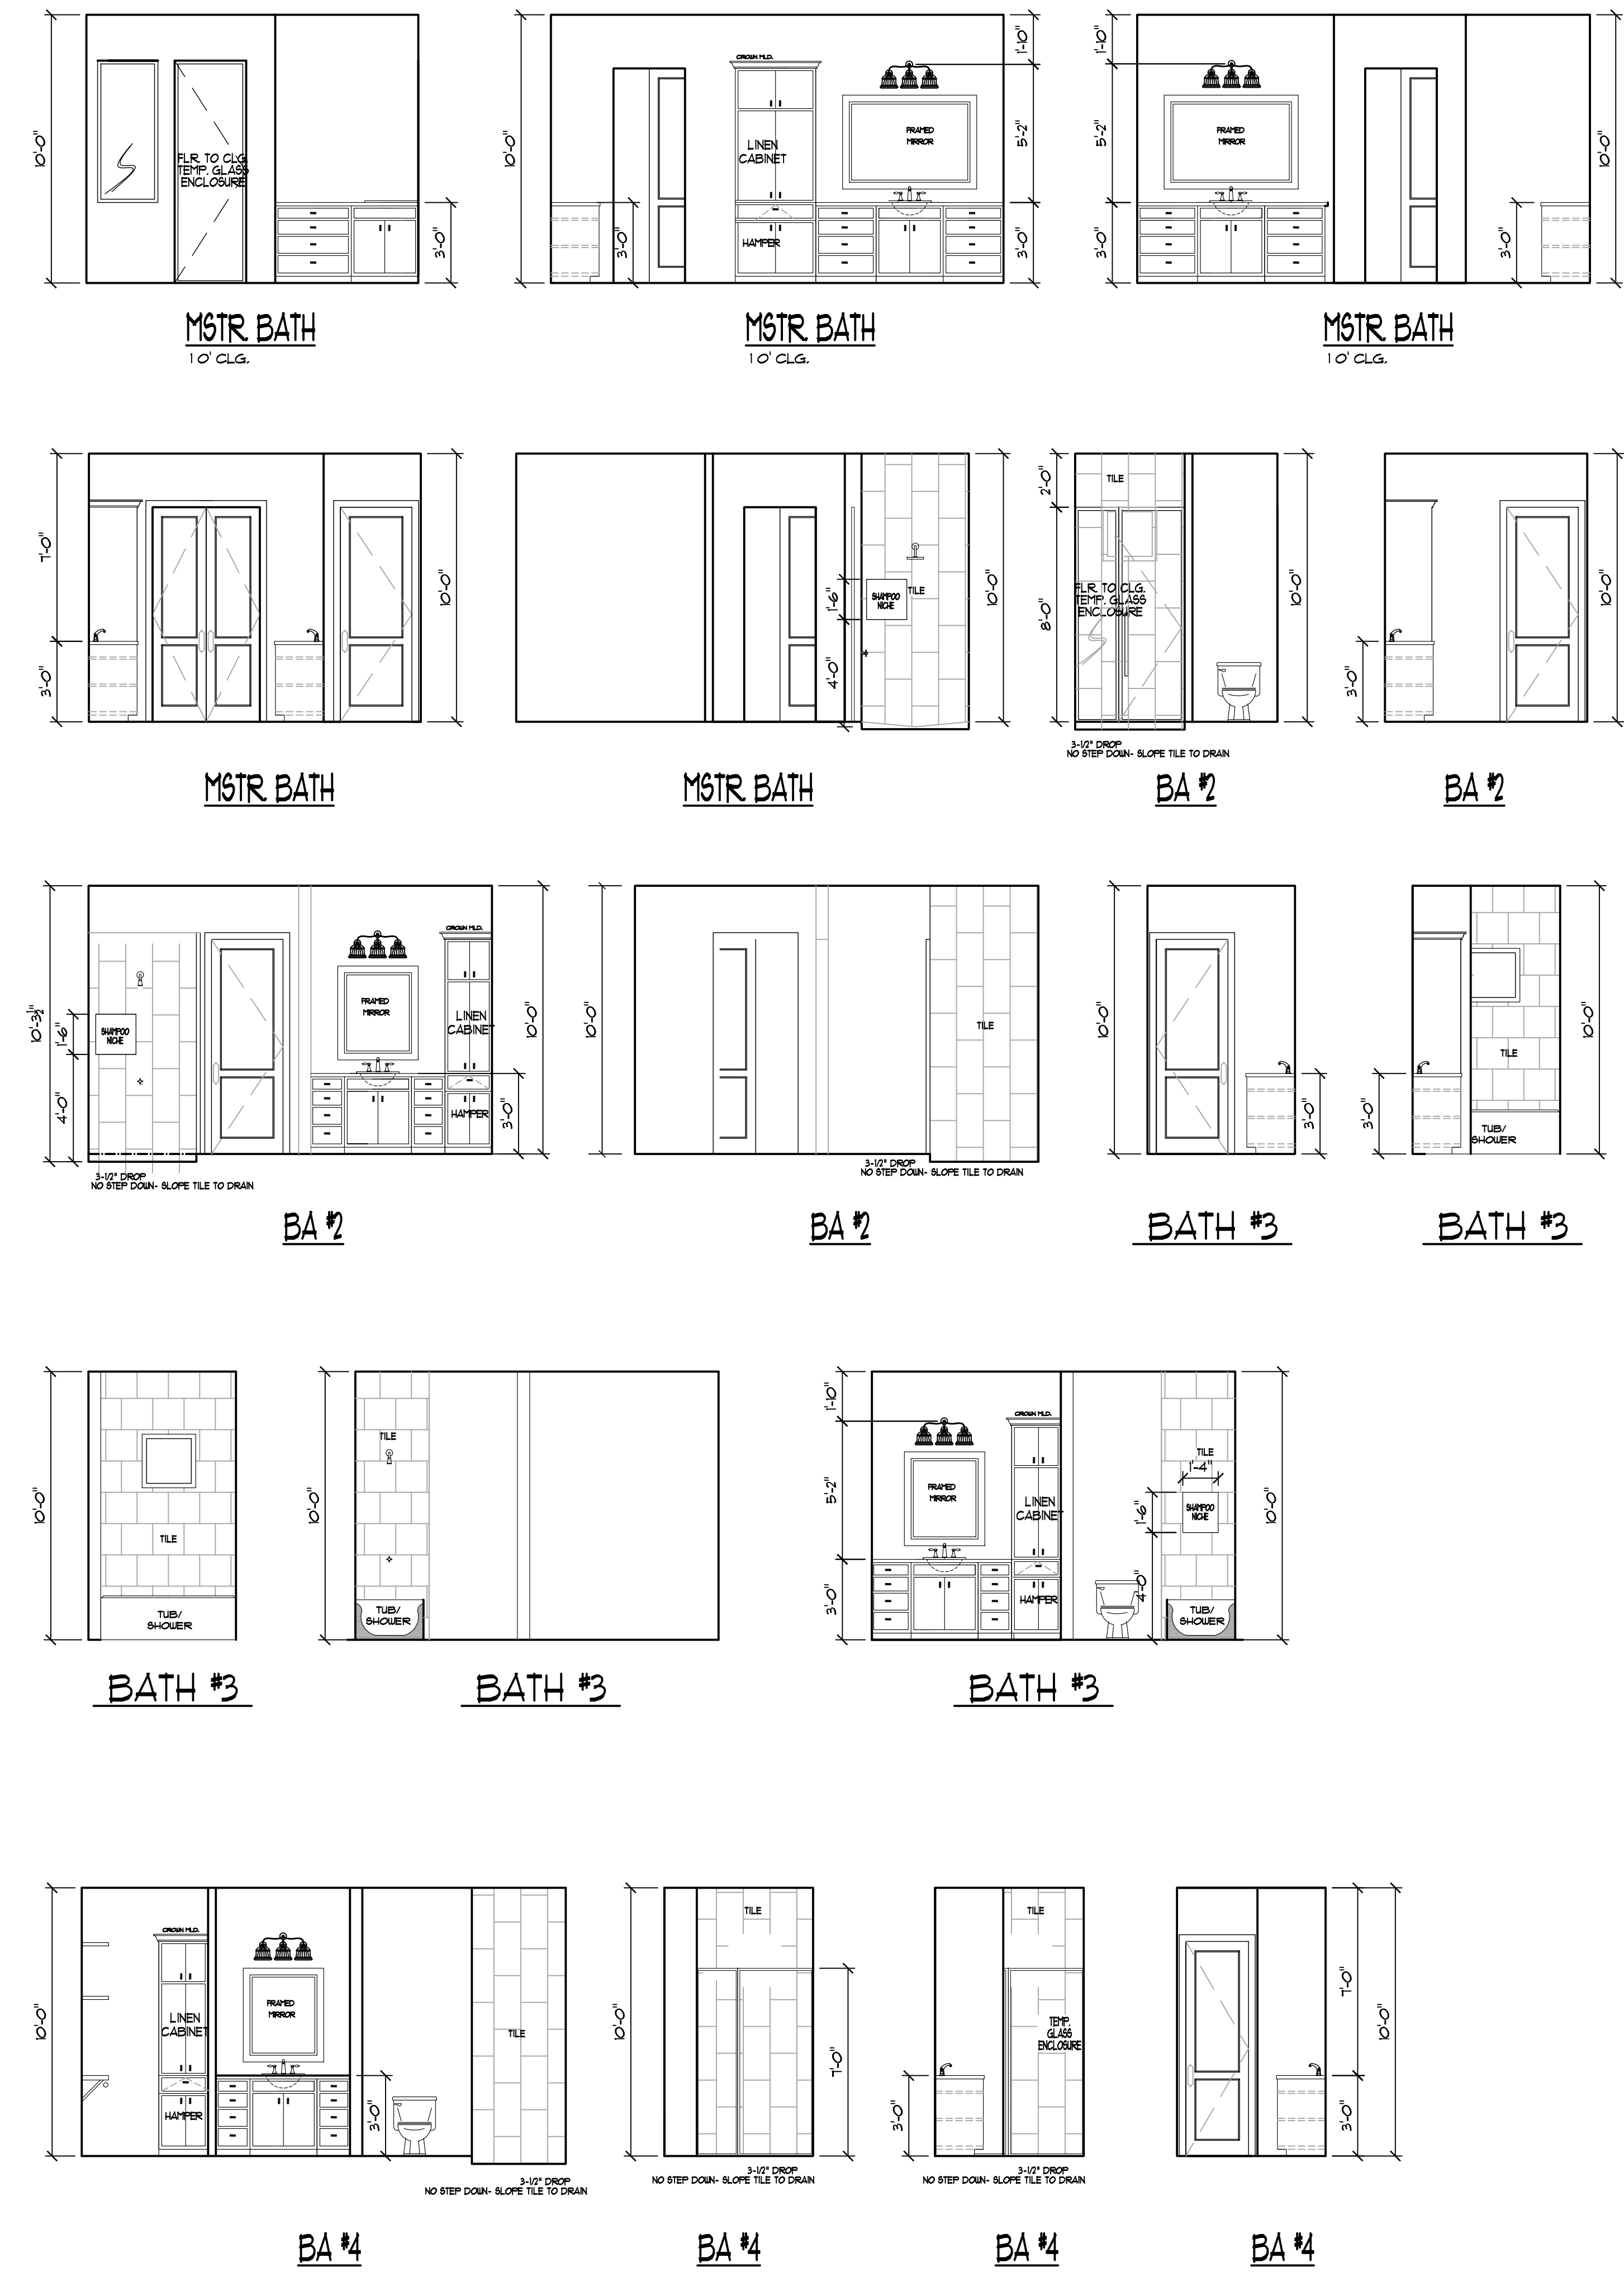 10'-0"
FLR. TO CLG.
TEMP. GLASS
ENCLOSURE
3'-0"
MSTR. BATH
10' CLG.
10'-0"
CROWN MLD.
LINEN
CABINET
HAMPER
FRAMED
MIRROR
3'-0"
1'-10"
5'-2"
3'-0"
MSTR. BATH
10' CLG.
1'-10"
5'-2"
3'-0"
FRAMED
MIRROR
3'-0"
10'-0"
MSTR. BATH
10' CLG.
7'-0"
3'-0"
10'-0"
MSTR. BATH
1'-6"
4'-0"
SHAMPOO
NICHE
TILE
10'-0"
MSTR. BATH
2'-0"
8'-0"
TILE
FLR. TO CLG.
TEMP. GLASS
ENCLOSURE
10'-0"
3-1/2" DROP
NO STEP DOWN- SLOPE TILE TO DRAIN
BA #2
3'-0"
10'-0"
BA #2
10'-3½"
1'-6"
4'-0"
SHAMPOO
NICHE
FRAMED
MIRROR
CROWN MLD.
LINEN
CABINET
HAMPER
3'-0"
10'-0"
3-1/2" DROP
NO STEP DOWN- SLOPE TILE TO DRAIN
BA #2
10'-0"
TILE
3-1/2" DROP
NO STEP DOWN- SLOPE TILE TO DRAIN
BA #2
10'-0"
3'-0"
BATH #3
3'-0"
TILE
TUB/
SHOWER
10'-0"
BATH #3
10'-0"
TILE
TUB/
SHOWER
BATH #3
10'-0"
TILE
TUB/
SHOWER
BATH #3
1'-10"
5'-2"
3'-0"
FRAMED
MIRROR
CROWN MLD.
LINEN
CABINET
HAMPER
TILE
1'-4"
1'-6"
4'-0"
SHAMPOO
NICHE
TUB/
SHOWER
10'-0"
BATH #3
10'-0"
CROWN MLD.
LINEN
CABINET
HAMPER
FRAMED
MIRROR
3'-0"
TILE
3-1/2" DROP
NO STEP DOWN- SLOPE TILE TO DRAIN
BA #4
10'-0"
TILE
7'-0"
3-1/2" DROP
NO STEP DOWN- SLOPE TILE TO DRAIN
BA #4
3'-0"
TILE
TEMP.
GLASS
ENCLOSURE
3-1/2" DROP
NO STEP DOWN- SLOPE TILE TO DRAIN
BA #4
7'-0"
3'-0"
10'-0"
BA #4